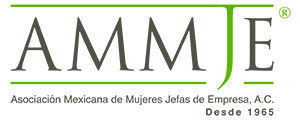 AMMJE®
Asociación Mexicana de Mujeres Jefas de Empresa, A.C.
Desde 1965